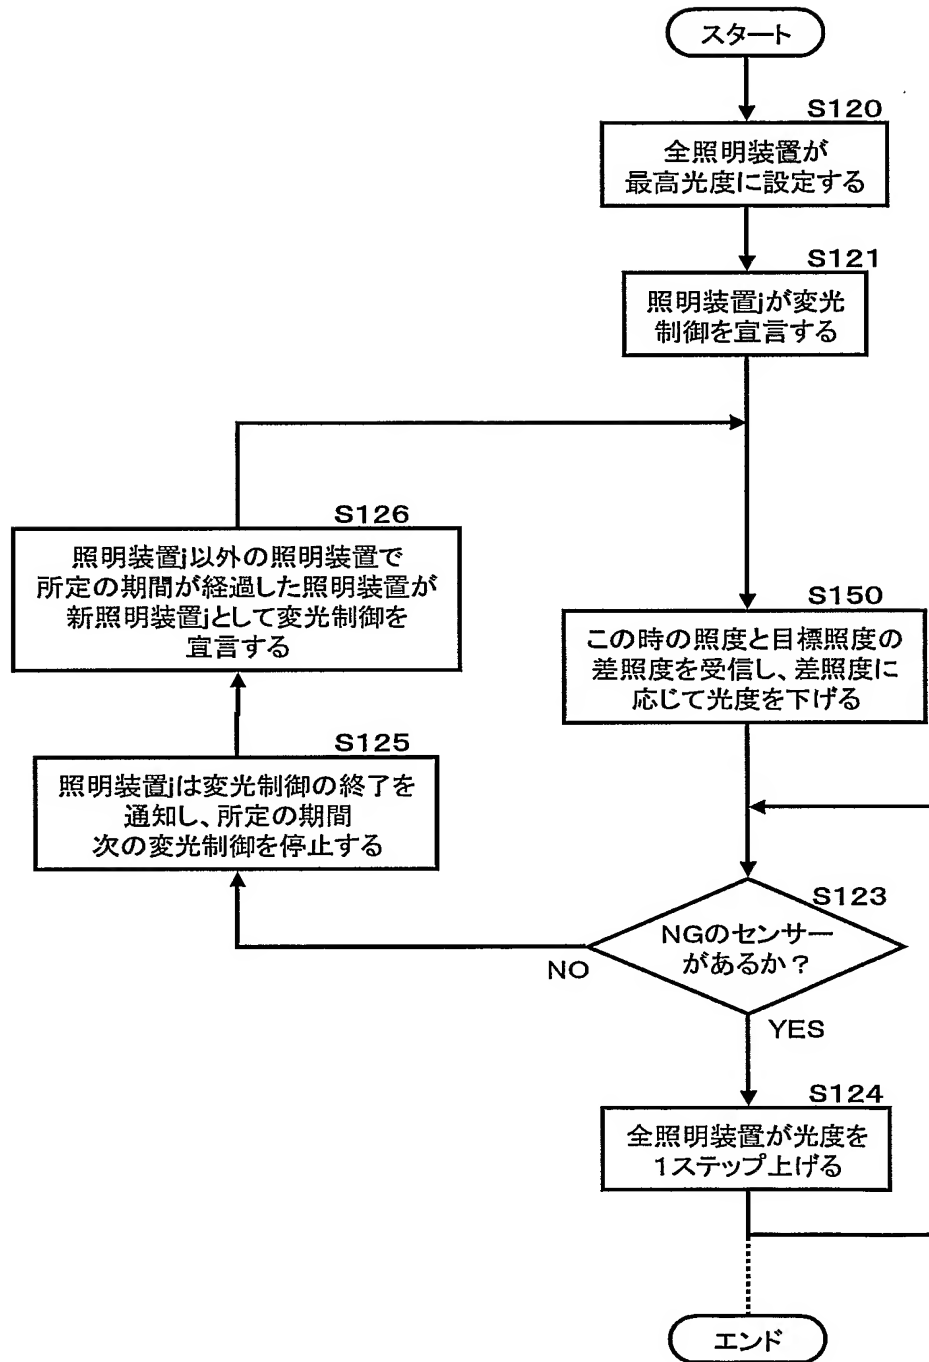 スタート
S120
全照明装置が
最高光度に設定する
S121
照明装置jが変光
制御を宣言する
S126
照明装置j以外の照明装置で
所定の期間が経過した照明装置が
新照明装置jとして変光制御を
宣言する
S150
この時の照度と目標照度の
差照度を受信し、差照度に
応じて光度を下げる
S125
照明装置jは変光制御の終了を
通知し、所定の期間
次の変光制御を停止する
S123
NGのセンサー
があるか？
NO
YES
S124
全照明装置が光度を
1ステップ上げる
エンド